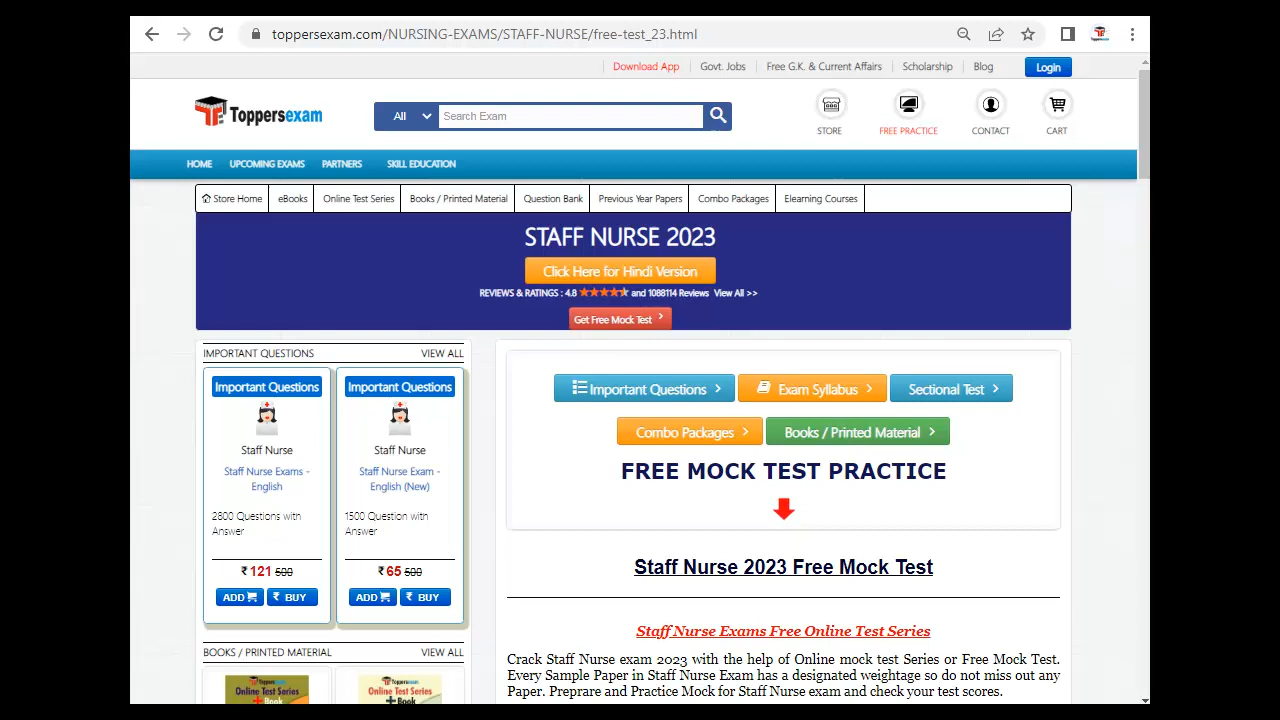 toppersexam.com/NURSING-EXAMS/STAFF-NURSE/free-test_23.html
Download App Govt. Jobs Free G.K. & Current Affairs Scholarship Blog Login
Toppersexam All Search Exam
STORE FREE PRACTICE CONTACT CART
HOME UPCOMING EXAMS PARTNERS SKILL EDUCATION
Store Home eBooks Online Test Series Books / Printed Material Question Bank Previous Year Papers Combo Packages Elearning Courses
STAFF NURSE 2023
Click Here for Hindi Version
REVIEWS & RATINGS : 4.8 and 1088114 Reviews View All >>
Get Free Mock Test >
IMPORTANT QUESTIONS VIEW ALL
Important Questions
Staff Nurse
Staff Nurse Exams -
English
2800 Questions with
Answer
₹ 121 500
ADD ₹ BUY
Important Questions
Staff Nurse
Staff Nurse Exam -
English (New)
1500 Question with
Answer
₹ 65 500
ADD ₹ BUY
BOOKS / PRINTED MATERIAL VIEW ALL
Toppersexam
Online Test Series
+Book
Toppersexam
Online Test Series
+Book
Important Questions > Exam Syllabus > Sectional Test >
Combo Packages > Books / Printed Material >
FREE MOCK TEST PRACTICE
Staff Nurse 2023 Free Mock Test
Staff Nurse Exams Free Online Test Series
Crack Staff Nurse exam 2023 with the help of Online mock test Series or Free Mock Test.
Every Sample Paper in Staff Nurse Exam has a designated weightage so do not miss out any
Paper. Preprare and Practice Mock for Staff Nurse exam and check your test scores.